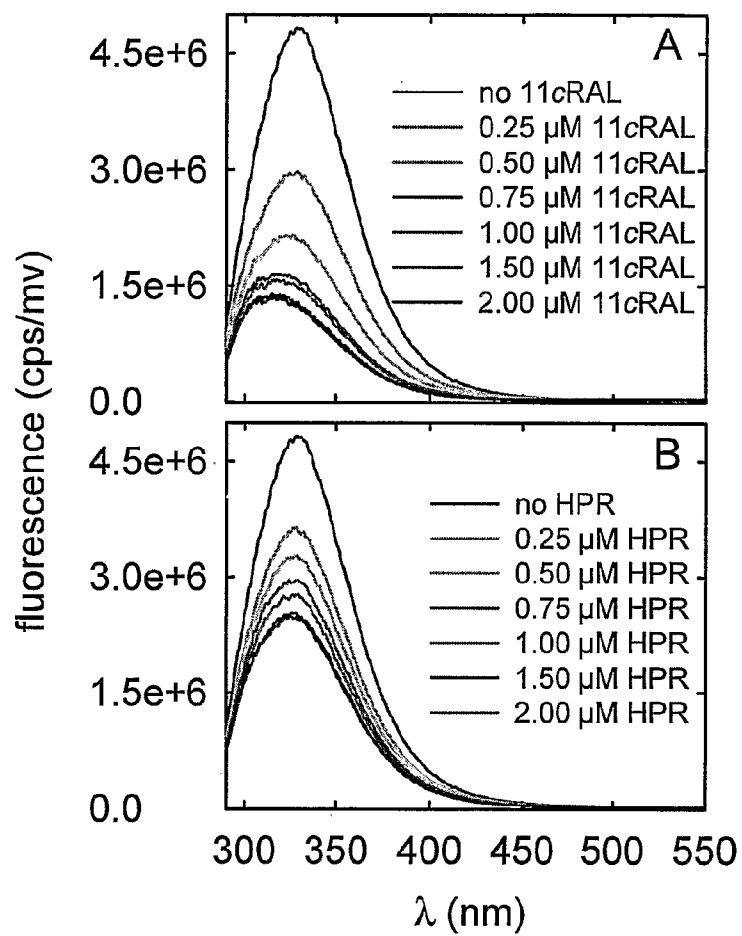 A
4.5e+6
3.0e+6
1.5e+6
0.0
no 11cRAL
0.25 µM 11cRAL
0.50 µM 11cRAL
0.75 µM 11cRAL
1.00 µM 11cRAL
1.50 µM 11cRAL
2.00 µM 11cRAL
fluorescence (cps/mv)
B
4.5e+6
3.0e+6
1.5e+6
0.0
no HPR
0.25 µM HPR
0.50 µM HPR
0.75 µM HPR
1.00 µM HPR
1.50 µM HPR
2.00 µM HPR
300 350 400 450 500 550
λ (nm)